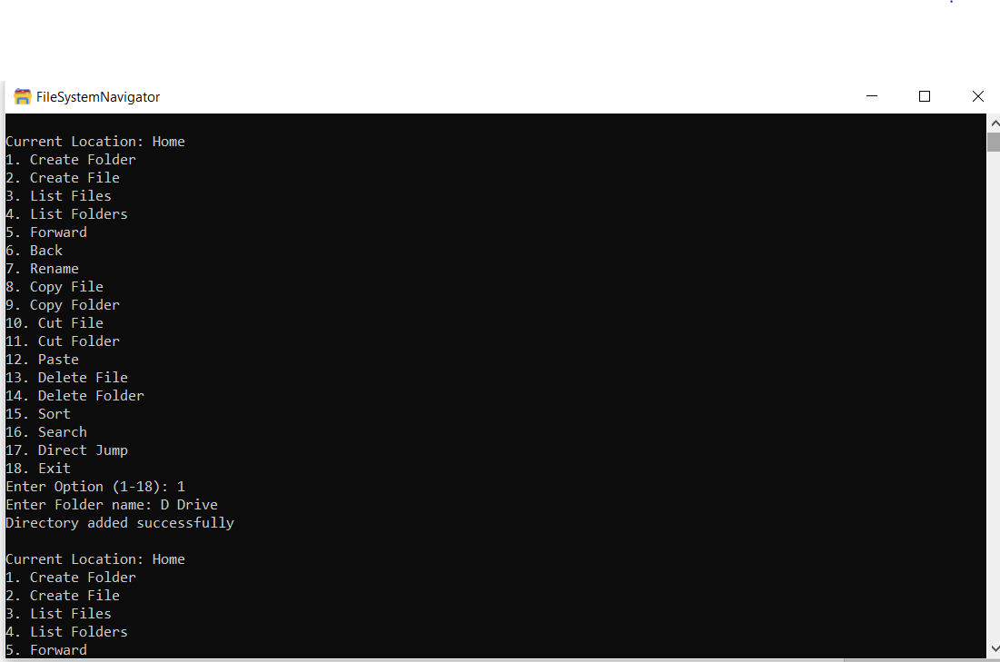 FileSystemNavigator
Current Location: Home
1. Create Folder
2. Create File
3. List Files
4. List Folders
5. Forward
6. Back
7. Rename
8. Copy File
9. Copy Folder
10. Cut File
11. Cut Folder
12. Paste
13. Delete File
14. Delete Folder
15. Sort
16. Search
17. Direct Jump
18. Exit
Enter Option (1-18): 1
Enter Folder name: D Drive
Directory added successfully
Current Location: Home
1. Create Folder
2. Create File
3. List Files
4. List Folders
5. Forward